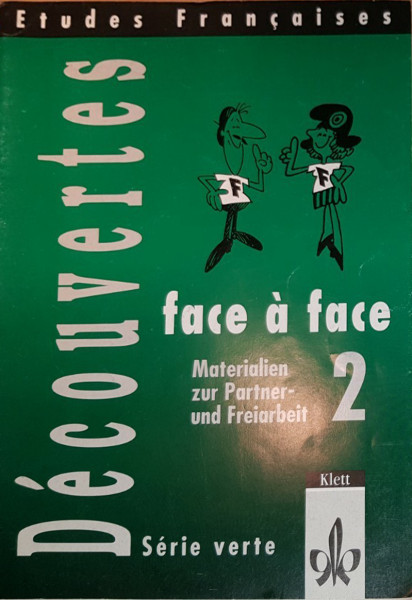 Etudes Françaises
Découvertes
F
F
face à face
Materialien
zur Partner-
und Freiarbeit
2
Klett
Série verte